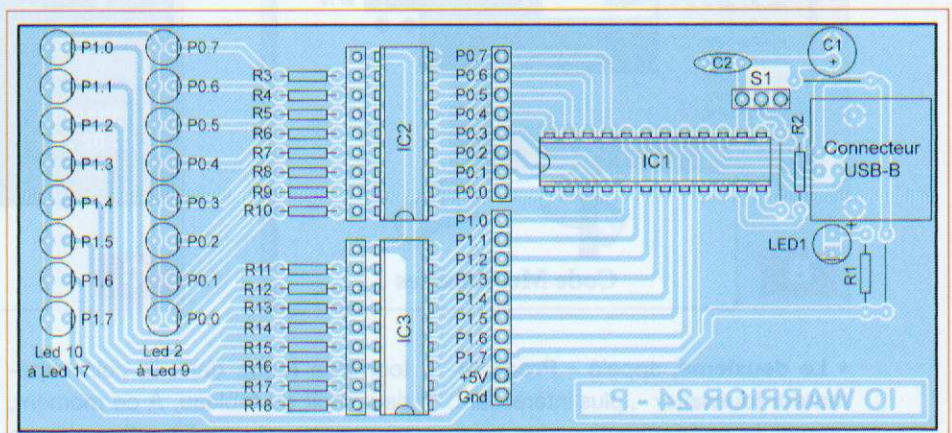 P1.0
P1.1
P1.2
P1.3
P1.4
P1.5
P1.6
P1.7
Led 10
à Led 17
P0.7
P0.6
P0.5
P0.4
P0.3
P0.2
P0.1
P0.0
Led 2
à Led 9
R3
R4
R5
R6
R7
R8
R9
R10
R11
R12
R13
R14
R15
R16
R17
R18
IC2
IC3
P0.7
P0.6
P0.5
P0.4
P0.3
P0.2
P0.1
P0.0
P1.0
P1.1
P1.2
P1.3
P1.4
P1.5
P1.6
P1.7
+5V
Gnd
IC1
C2
S1
C1
+
R2
Connecteur
USB-B
+
LED1
R1
IO WARRIOR 24 - P